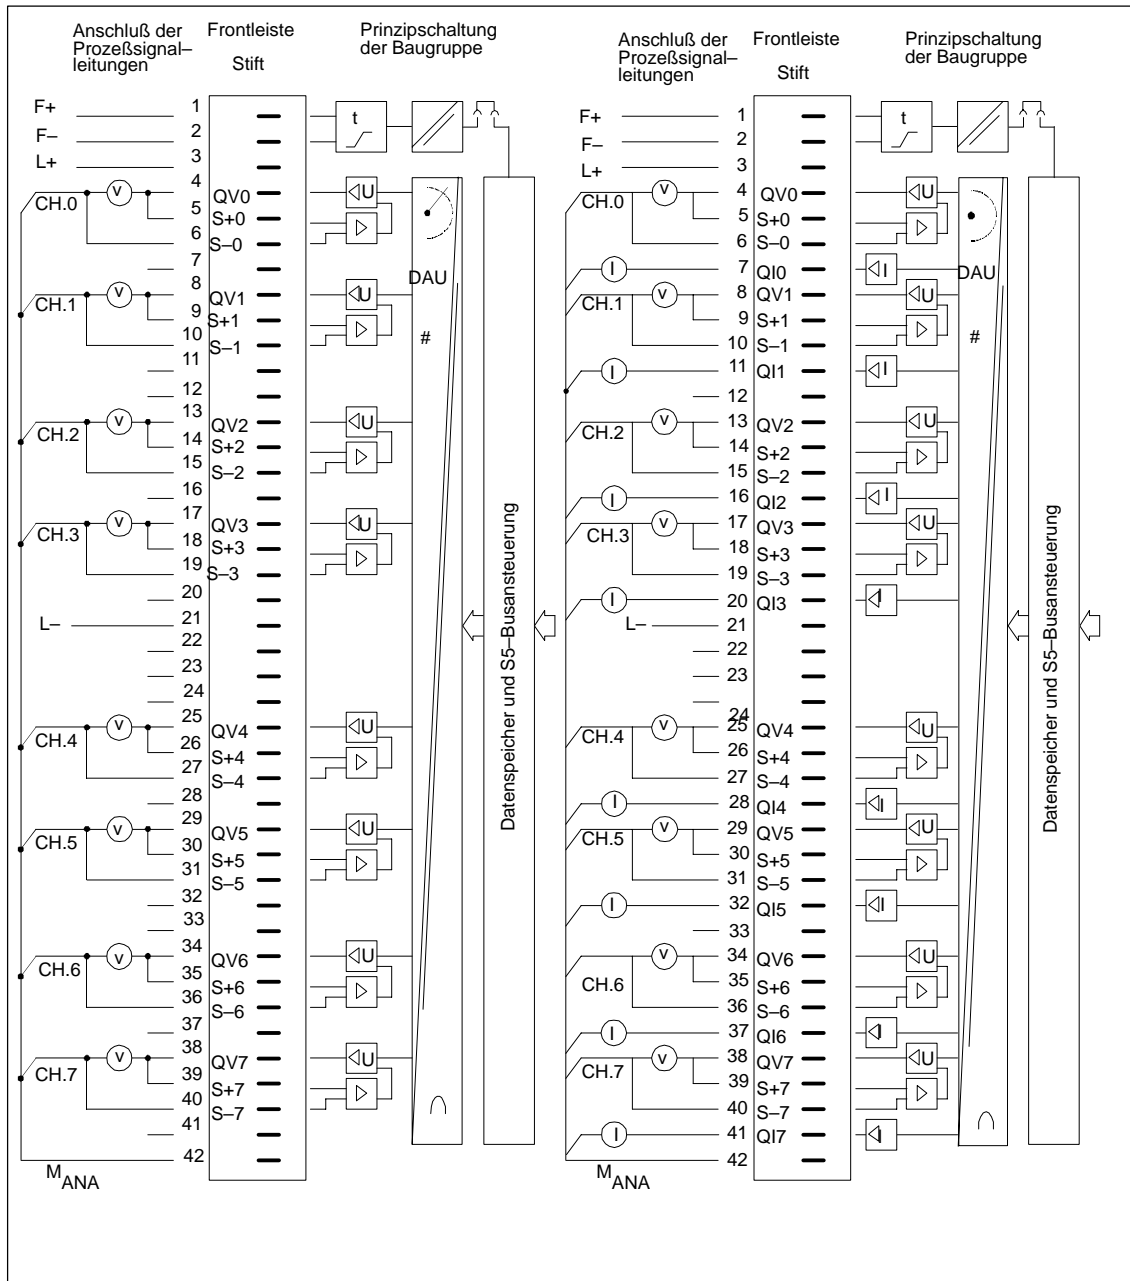 Anschluß der
Prozeßsignal–
leitungen
Frontleiste
Stift
Prinzipschaltung
der Baugruppe
F+ 1 t
F– 2
L+ 3
4 QV0 U
CH.0 V 5 S+0
6 S–0
7
8 QV1 U
DAU
CH.1 V 9 S+1
10 S–1
#
11
12
13 QV2 U
CH.2 V 14 S+2
15 S–2
16
17 QV3 U
CH.3 V 18 S+3
19 S–3
20
L– 21
22
23
24
25 QV4 U
CH.4 V 26 S+4
27 S–4
28
29 QV5 U
CH.5 V 30 S+5
31 S–5
32
33
34 QV6 U
CH.6 V 35 S+6
36 S–6
37
38 QV7 U
CH.7 V 39 S+7
40 S–7
41
42
MANA
Datenspeicher und S5–Busansteuerung
Anschluß der
Prozeßsignal–
leitungen
Frontleiste
Stift
Prinzipschaltung
der Baugruppe
F+ 1 t
F– 2
L+ 3
CH.0 V 4 QV0 U
5 S+0
6 S–0
I 7 QI0 I DAU
CH.1 V 8 QV1 U
9 S+1
10 S–1
#
I 11 QI1 I
12
CH.2 V 13 QV2 U
14 S+2
15 S–2
I 16 QI2 I
CH.3 V 17 QV3 U
18 S+3
19 S–3
I 20 QI3 I
L– 21
22
23
24
CH.4 V 25 QV4 U
26 S+4
27 S–4
I 28 QI4 I
CH.5 V 29 QV5 U
30 S+5
31 S–5
I 32 QI5 I
33
CH.6 V 34 QV6 U
35 S+6
36 S–6
I 37 QI6 I
CH.7 V 38 QV7 U
39 S+7
40 S–7
I 41 QI7 I
42
MANA
Datenspeicher und S5–Busansteuerung